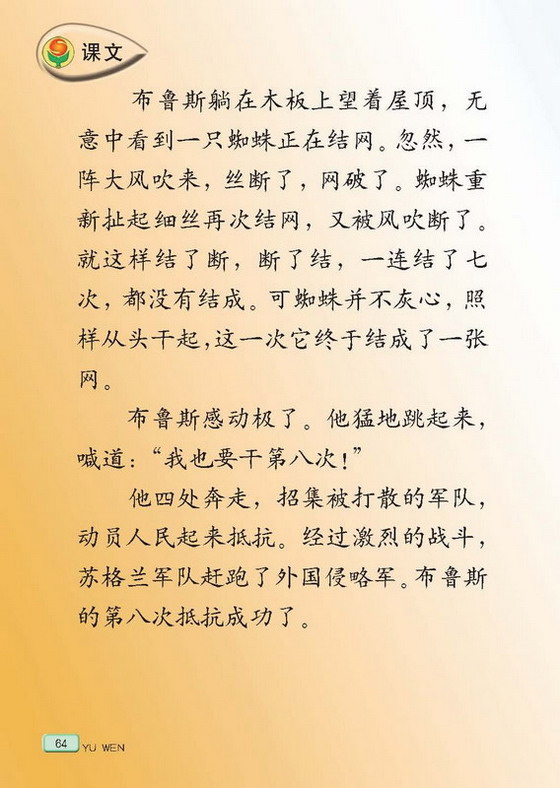 课文
布鲁斯躺在木板上望着屋顶，无
意中看到一只蜘蛛正在结网。忽然，一
阵大风吹来，丝断了，网破了。蜘蛛重
新扯起细丝再次结网，又被风吹断了。
就这样结了断，断了结，一连结了七
次，都没有结成。可蜘蛛并不灰心，照
样从头干起，这一次它终于结成了一张
网。
布鲁斯感动极了。他猛地跳起来，
喊道：“我也要干第八次！”
他四处奔走，招集被打散的军队，
动员人民起来抵抗。经过激烈的战斗，
苏格兰军队赶跑了外国侵略军。布鲁斯
的第八次抵抗成功了。
64 YU WEN